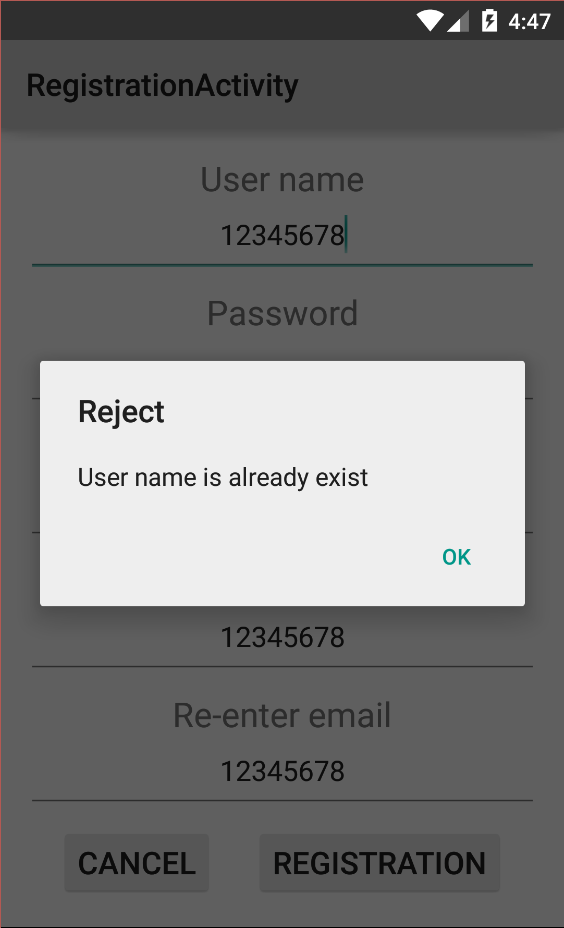 4:47
RegistrationActivity
User name
12345678
Password
Reject
User name is already exist
OK
12345678
Re-enter email
12345678
CANCEL REGISTRATION